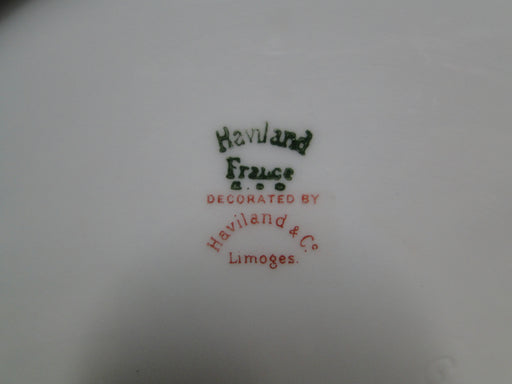 Haviland
France
DECORATED BY
Haviland & Co
Limoges.